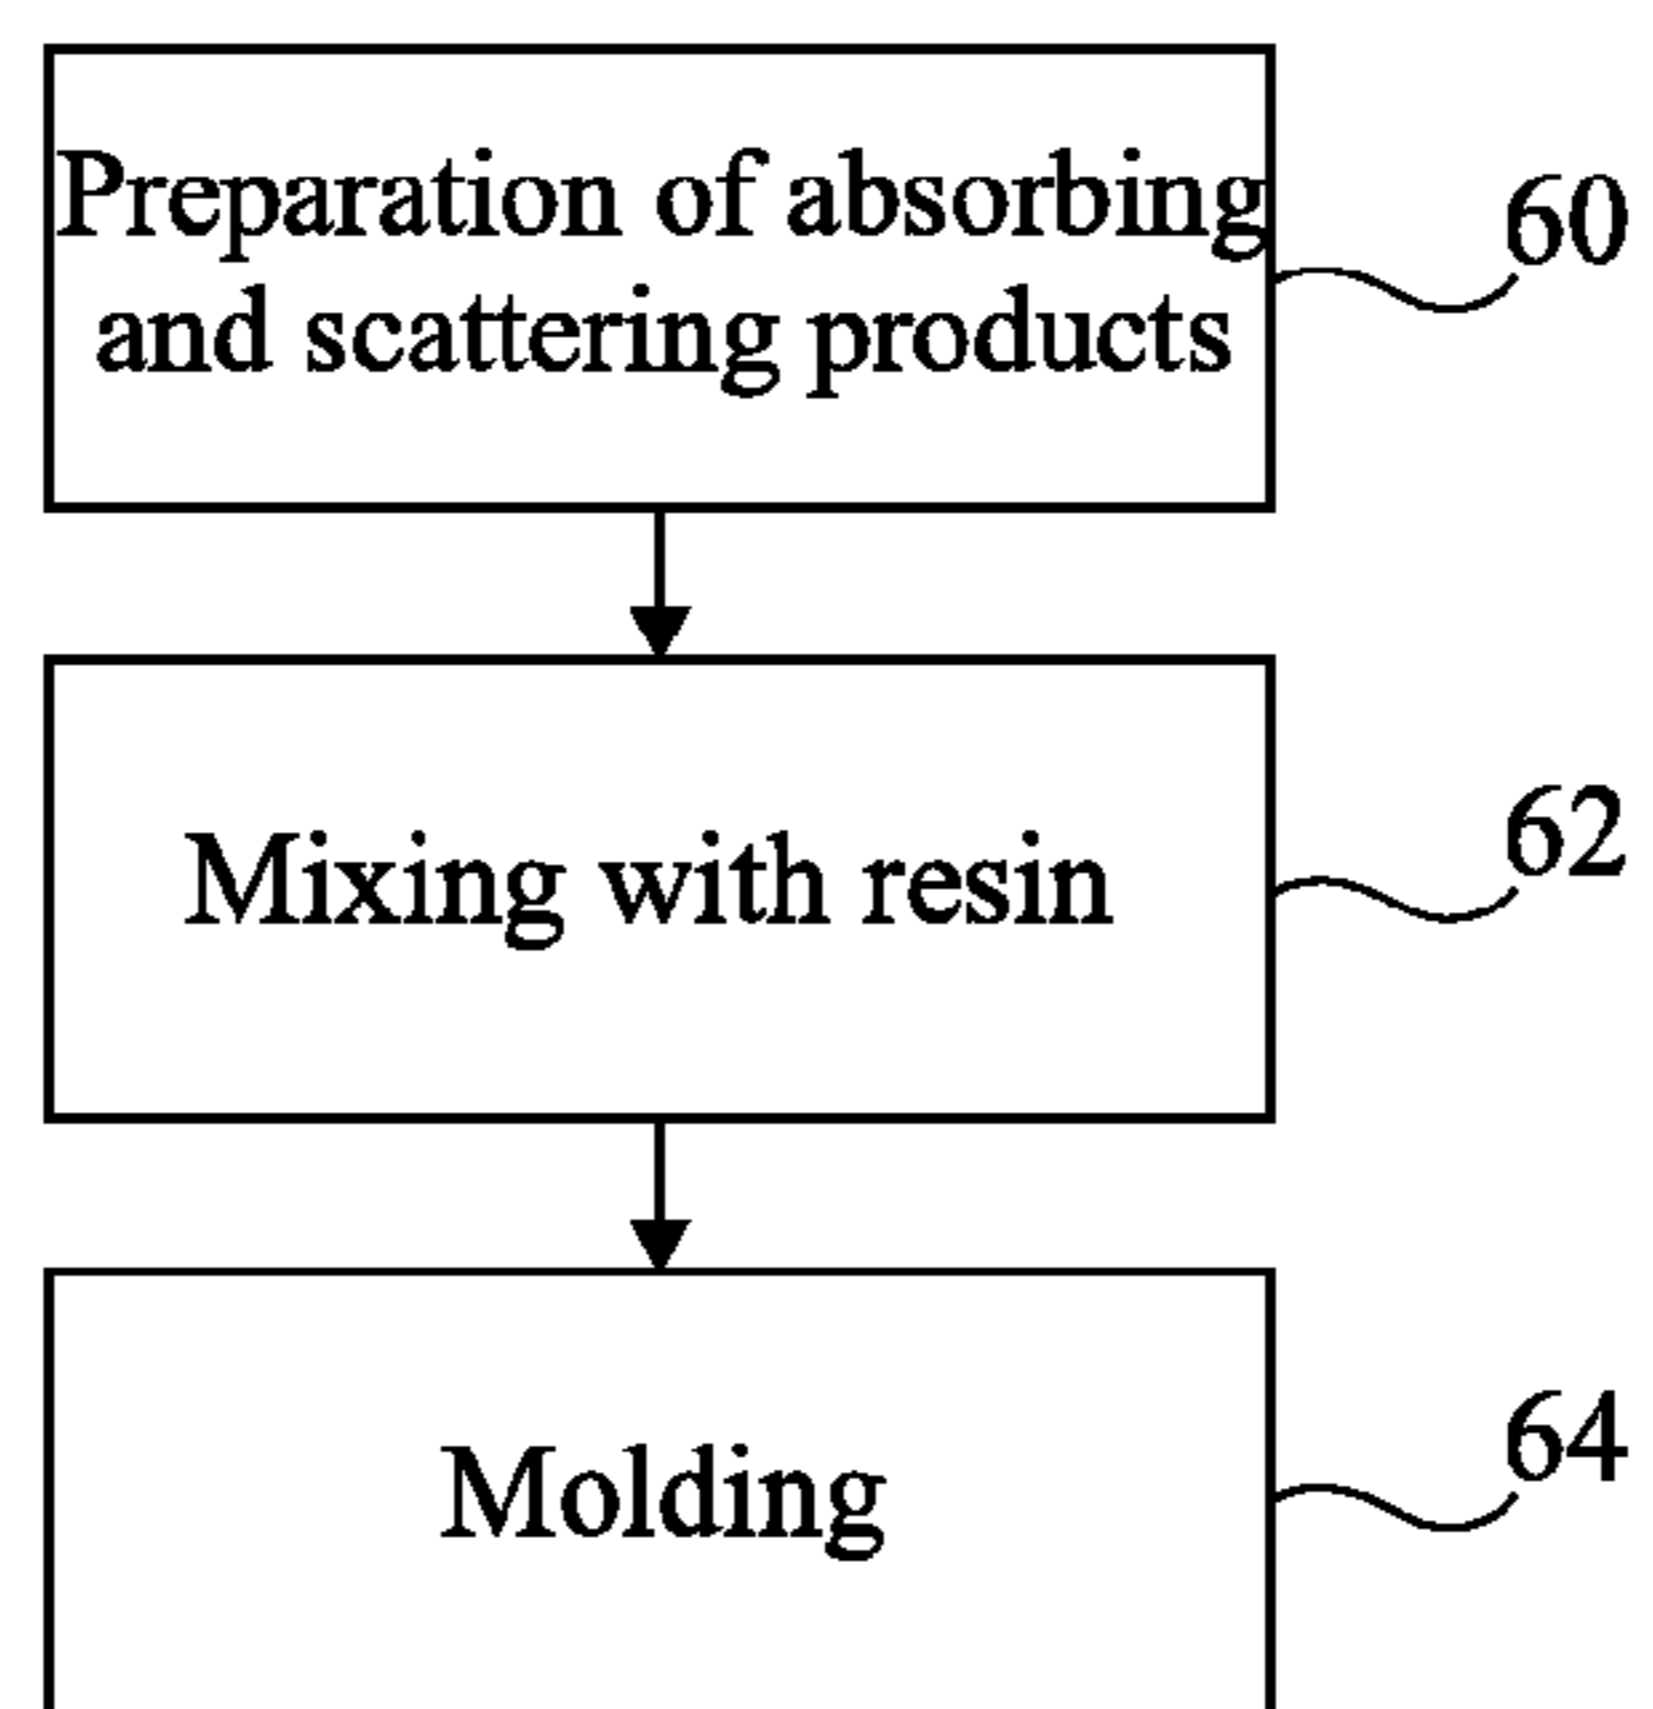 Preparation of absorbing
and scattering products
60
Mixing with resin
62
Molding
64